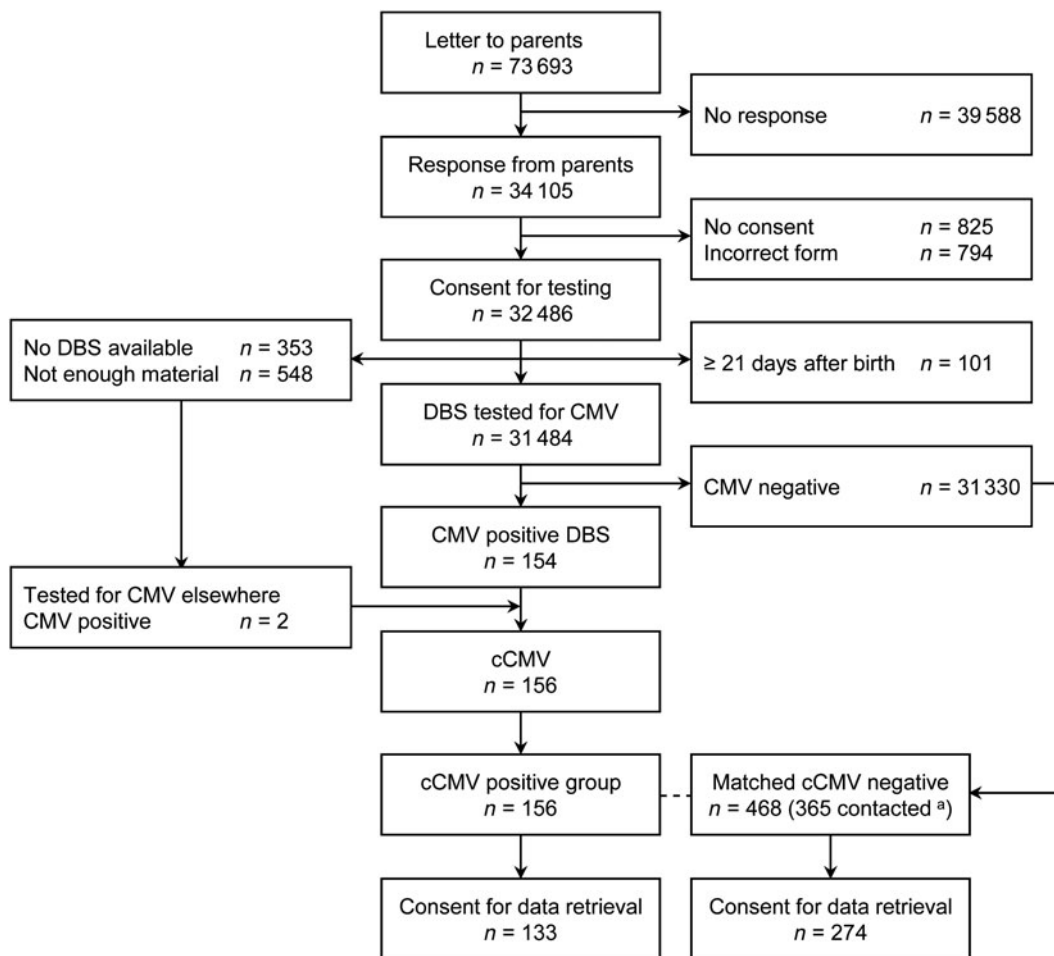 Letter to parents
n = 73 693
No response n = 39 588
Response from parents
n = 34 105
No consent n = 825
Incorrect form n = 794
Consent for testing
n = 32 486
No DBS available n = 353
Not enough material n = 548
≥ 21 days after birth n = 101
DBS tested for CMV
n = 31 484
CMV negative n = 31 330
CMV positive DBS
n = 154
Tested for CMV elsewhere
CMV positive n = 2
cCMV
n = 156
cCMV positive group
n = 156
Matched cCMV negative
n = 468 (365 contacted ᵃ)
Consent for data retrieval
n = 133
Consent for data retrieval
n = 274